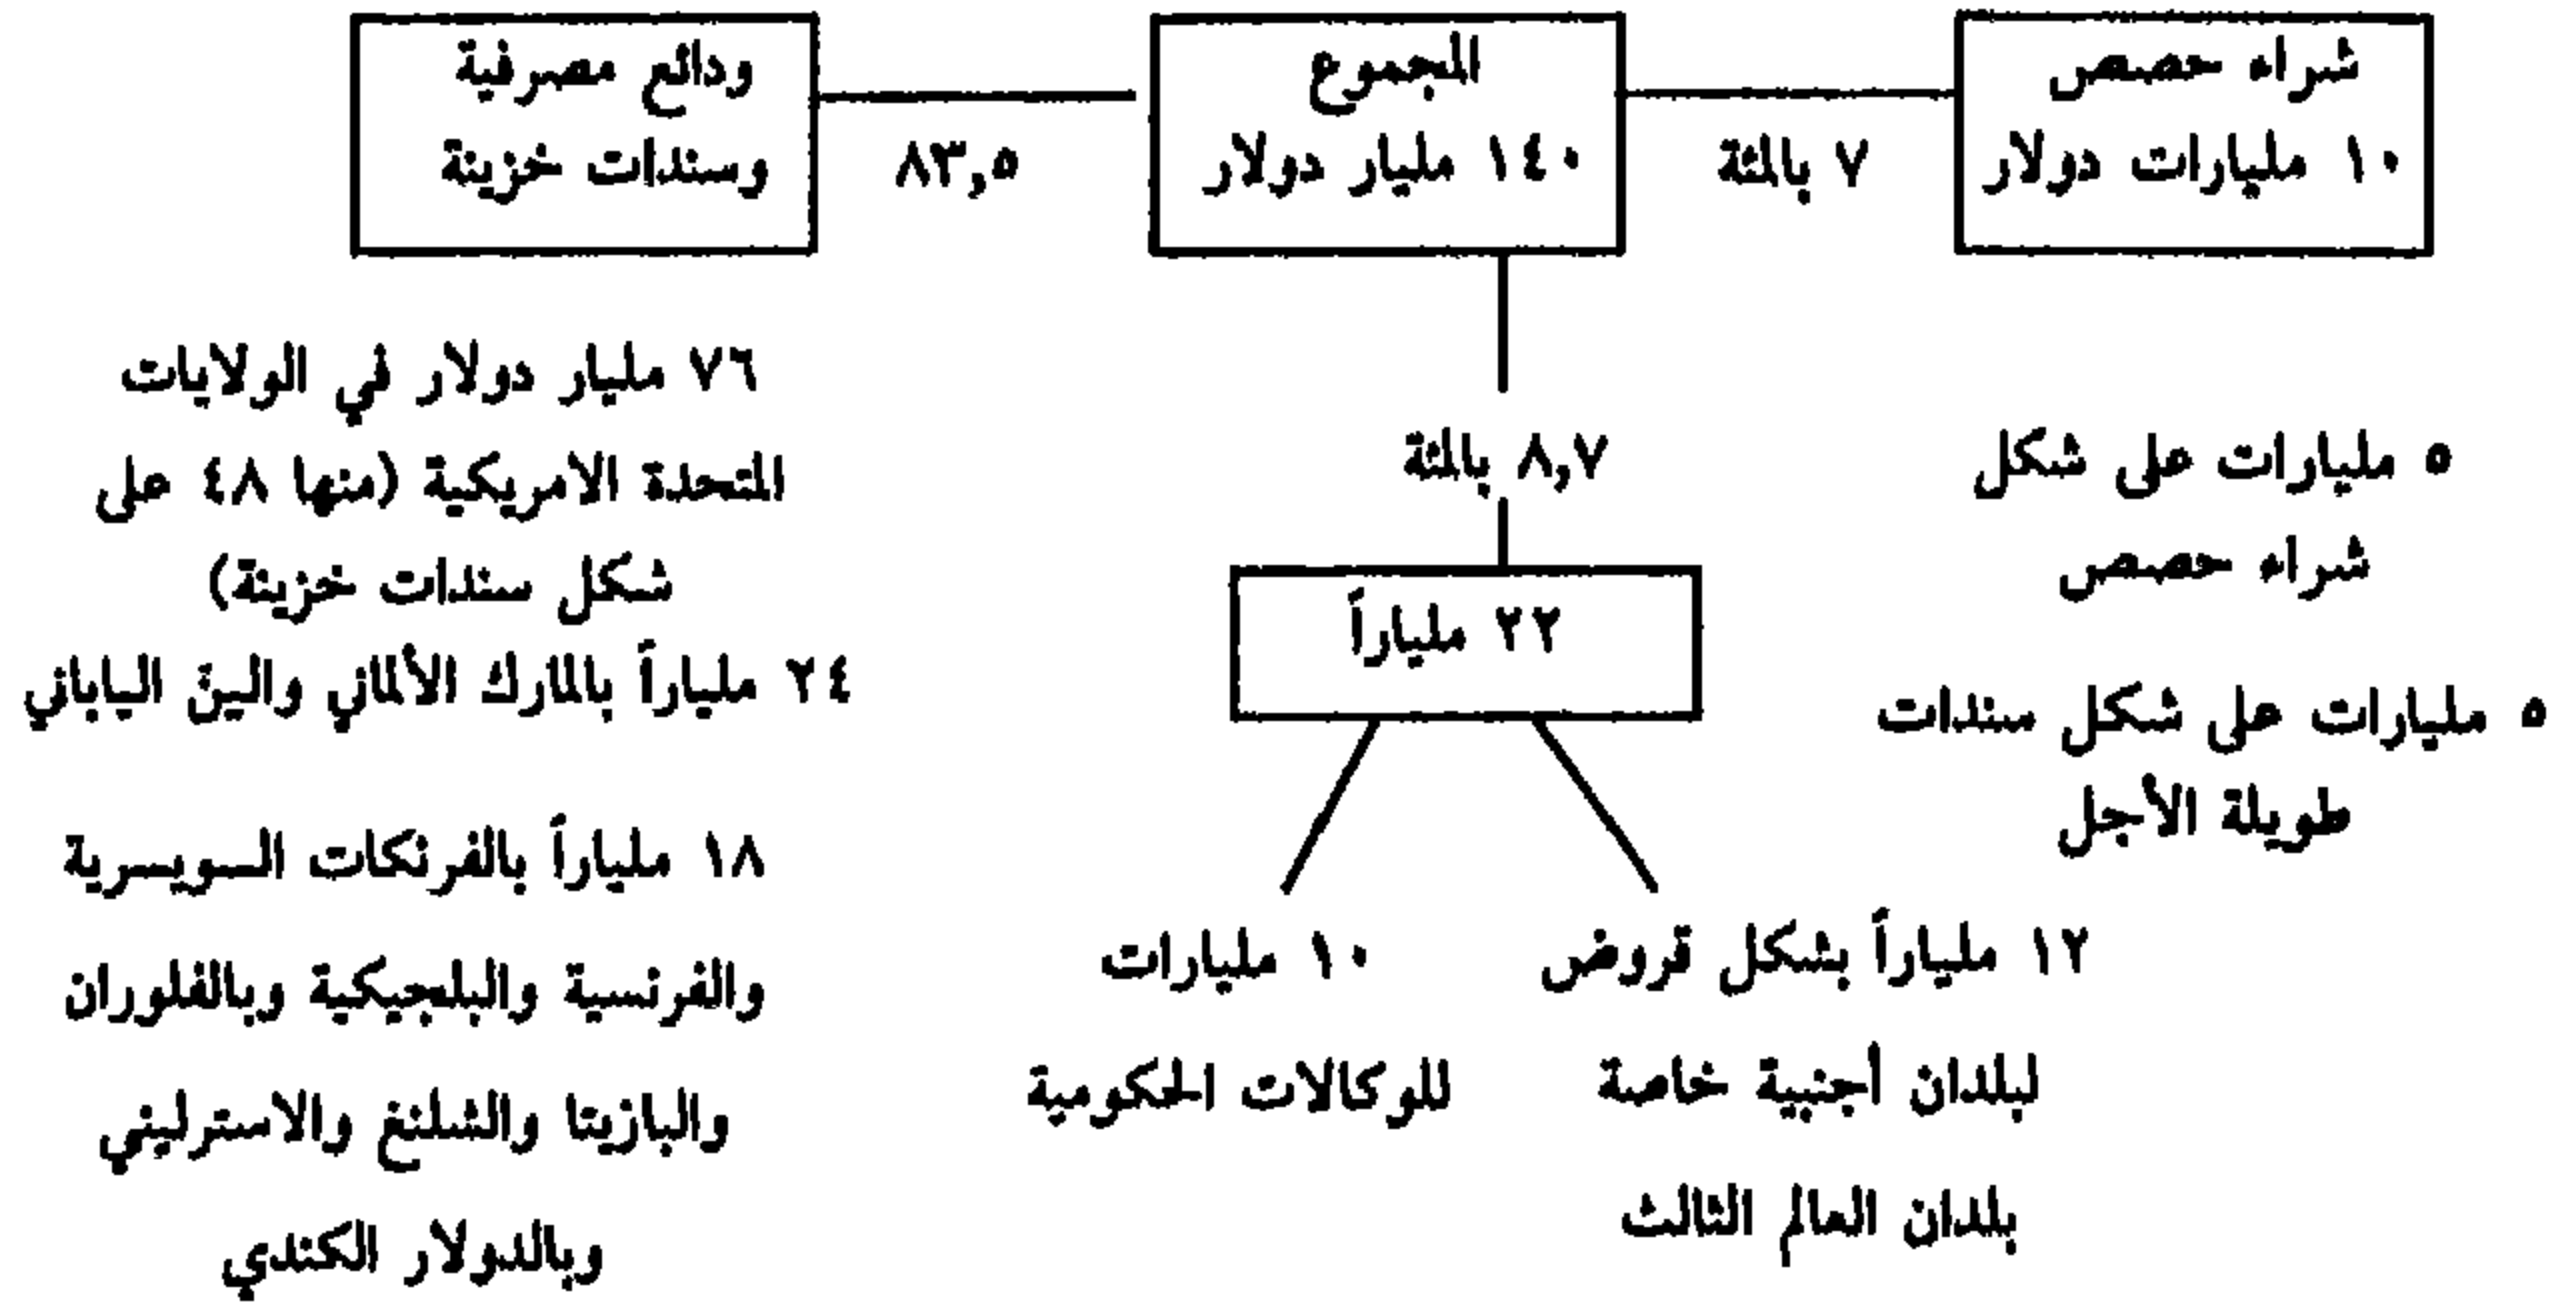 شراء حصص
١٠ مليارات دولار
٧ بالمئة
المجموع
١٤٠ مليار دولار
٨٣,٥
ودائع مصرفية
وسندات خزينة
٥ مليارات على شكل
شراء حصص
٥ مليارات على شكل سندات
طويلة الأجل
٨,٧ بالمئة
٢٢ ملياراً
١٢ ملياراً بشكل قروض
لبلدان أجنبية خاصة
بلدان العالم الثالث
١٠ مليارات
للوكالات الحكومية
٧٦ مليار دولار في الولايات
المتحدة الامريكية (منها ٤٨ على
شكل سندات خزينة)
٢٤ ملياراً بالمارك الألماني والين الياباني
١٨ ملياراً بالفرنكات السويسرية
والفرنسية والبلجيكية وبالفلوران
والبازيتا والشلنغ والاسترليني
وبالدولار الكندي